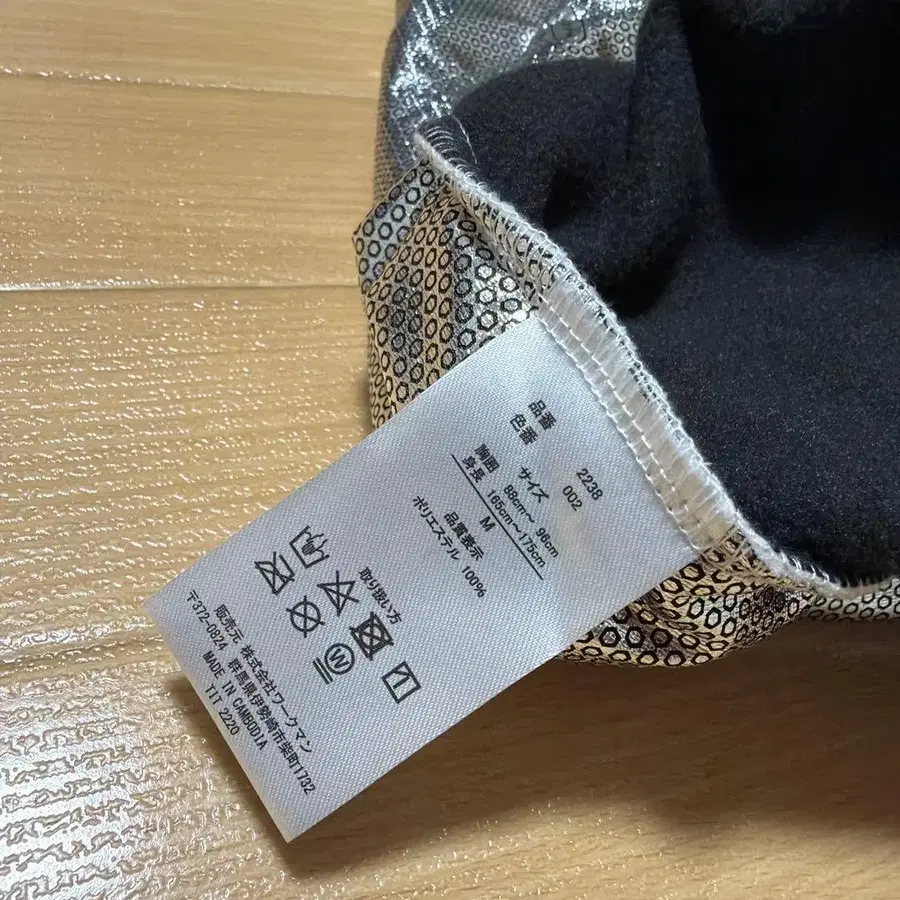 品番 2238
色番 002
サイズ M
胸囲 88cm～ 96cm
身長 165cm～175cm
品質表示
ポリエステル 100%
取り扱い方
W
販売元 株式会社ワークマン
〒372-0824 群馬県伊勢崎市柴町1732
MADE IN CAMBODIA
TIT 2220